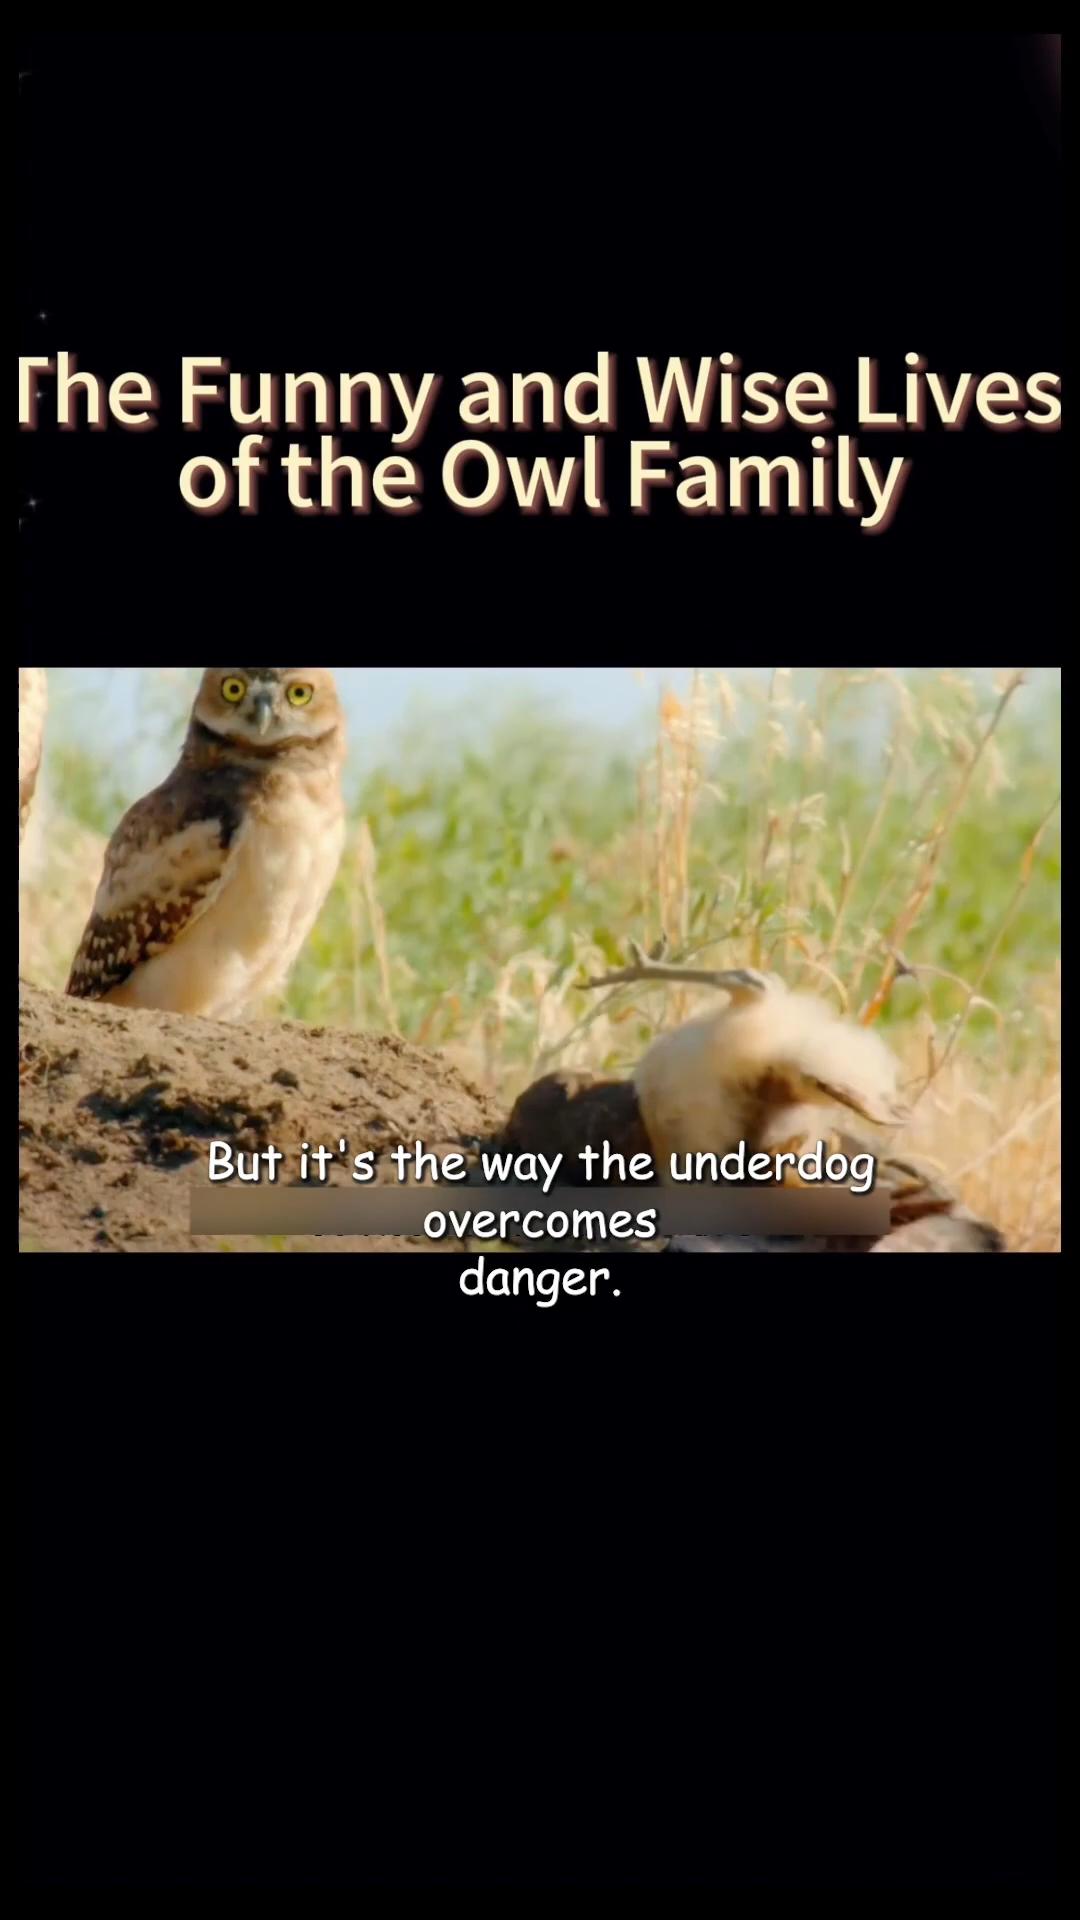 The Funny and Wise Lives
of the Owl Family
But it's the way the underdog
overcomes
danger.